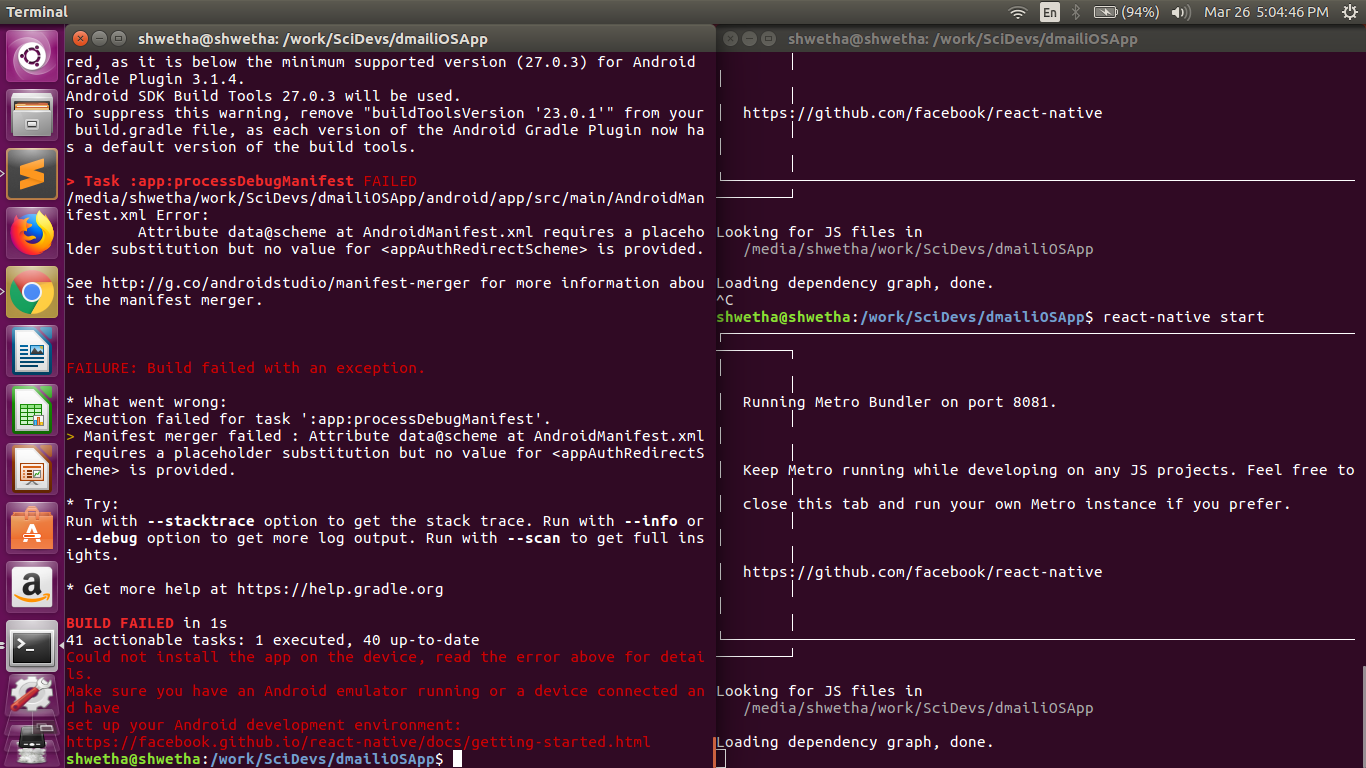 Terminal
En
(94%)
Mar 26 5:04:46 PM
shwetha@shwetha: /work/SciDevs/dmailiOSApp
red, as it is below the minimum supported version (27.0.3) for Android
Gradle Plugin 3.1.4.
Android SDK Build Tools 27.0.3 will be used.
To suppress this warning, remove "buildToolsVersion '23.0.1'" from your
 build.gradle file, as each version of the Android Gradle Plugin now ha
s a default version of the build tools.
> Task :app:processDebugManifest FAILED
/media/shwetha/work/SciDevs/dmailiOSApp/android/app/src/main/AndroidMan
ifest.xml Error:
        Attribute data@scheme at AndroidManifest.xml requires a placeho
lder substitution but no value for <appAuthRedirectScheme> is provided.
See http://g.co/androidstudio/manifest-merger for more information abou
t the manifest merger.
FAILURE: Build failed with an exception.
* What went wrong:
Execution failed for task ':app:processDebugManifest'.
> Manifest merger failed : Attribute data@scheme at AndroidManifest.xml
 requires a placeholder substitution but no value for <appAuthRedirectS
cheme> is provided.
* Try:
Run with --stacktrace option to get the stack trace. Run with --info or
 --debug option to get more log output. Run with --scan to get full ins
ights.
* Get more help at https://help.gradle.org
BUILD FAILED in 1s
41 actionable tasks: 1 executed, 40 up-to-date
Could not install the app on the device, read the error above for detai
ls.
Make sure you have an Android emulator running or a device connected an
d have
set up your Android development environment:
https://facebook.github.io/react-native/docs/getting-started.html
shwetha@shwetha:/work/SciDevs/dmailiOSApp$
shwetha@shwetha: /work/SciDevs/dmailiOSApp
https://github.com/facebook/react-native
Looking for JS files in
   /media/shwetha/work/SciDevs/dmailiOSApp
Loading dependency graph, done.
^C
shwetha@shwetha:/work/SciDevs/dmailiOSApp$ react-native start
Running Metro Bundler on port 8081.
Keep Metro running while developing on any JS projects. Feel free to
close this tab and run your own Metro instance if you prefer.
https://github.com/facebook/react-native
Looking for JS files in
   /media/shwetha/work/SciDevs/dmailiOSApp
Loading dependency graph, done.